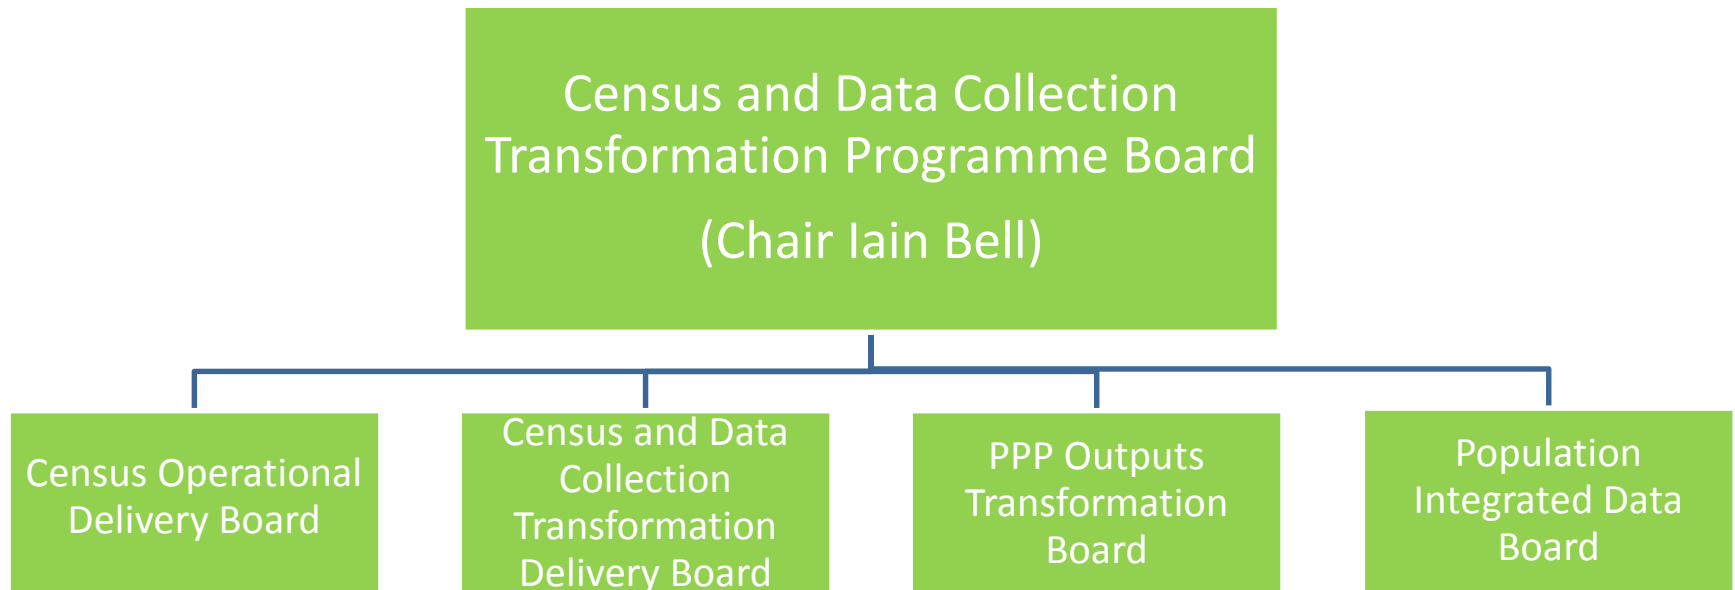 Census and Data Collection
Transformation Programme Board
(Chair Iain Bell)
Census Operational
Delivery Board
Census and Data
Collection
Transformation
Delivery Board
PPP Outputs
Transformation
Board
Population
Integrated Data
Board